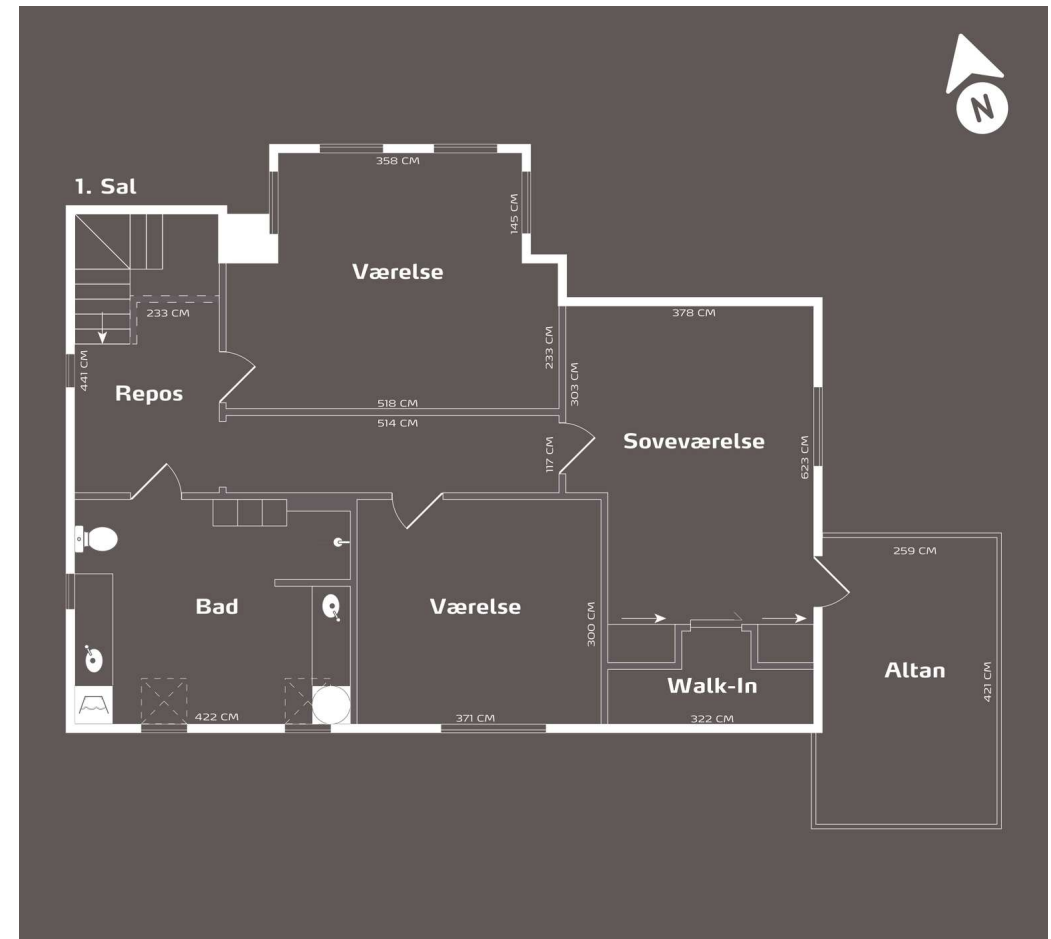 N
1. Sal
358 CM
145 CM
Værelse
233 CM
378 CM
441 CM
Repos
233 CM
303 CM
518 CM
514 CM
117 CM
Soveværelse
623 CM
259 CM
Bad
Værelse
300 CM
Altan
421 CM
Walk-In
422 CM
371 CM
322 CM